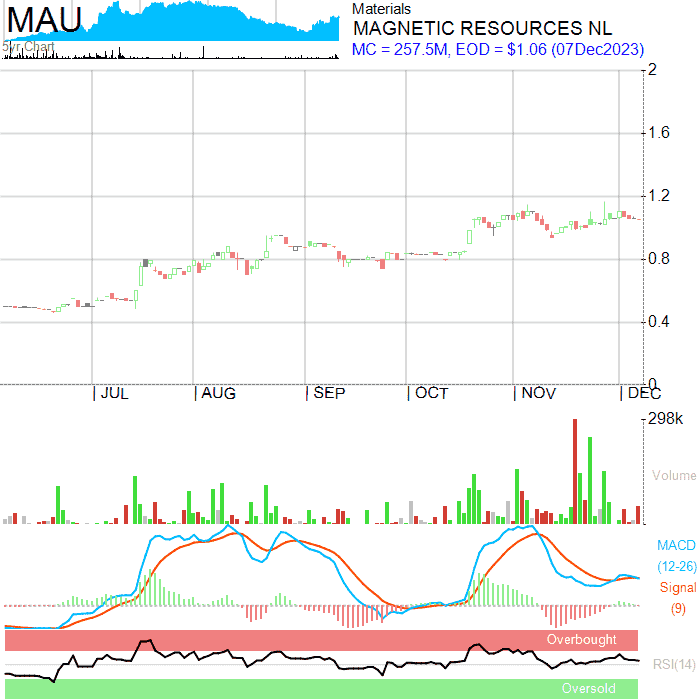 MAU
5yr Chart
Materials
MAGNETIC RESOURCES NL
MC = 257.5M, EOD = $1.06 (07Dec2023)
2
1.6
1.2
0.8
0.4
0
JUL AUG SEP OCT NOV DEC
298k
Volume
MACD
(12-26)
Signal
(9)
Overbought
RSI(14)
Oversold